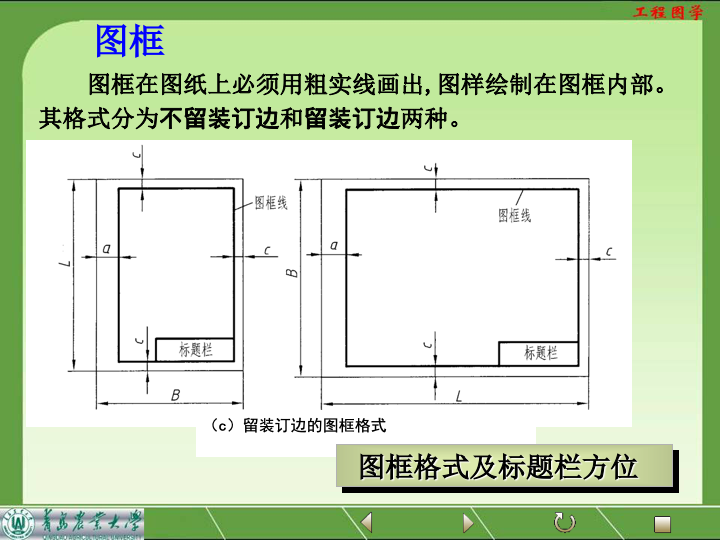 工程图学
图框
图框在图纸上必须用粗实线画出,图样绘制在图框内部。
其格式分为不留装订边和留装订边两种。
c
图框线
a
c
L
c
标题栏
B
c
图框线
a
c
B
c
标题栏
L
（c）留装订边的图框格式
图框格式及标题栏方位
青岛农业大学